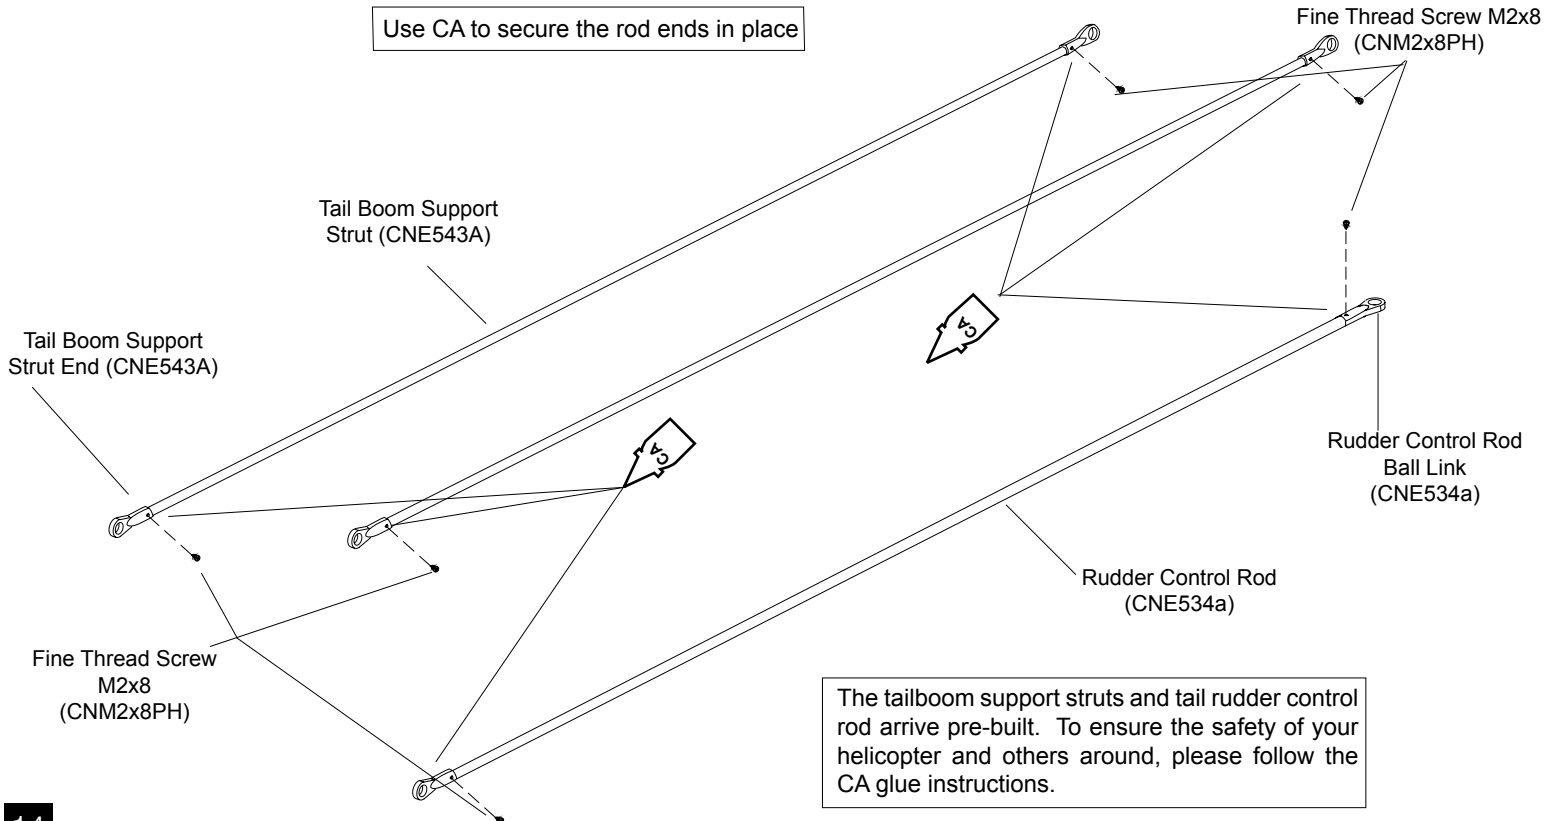 Use CA to secure the rod ends in place
Fine Thread Screw M2x8
(CNM2x8PH)
Tail Boom Support
Strut (CNE543A)
Tail Boom Support
Strut End (CNE543A)
CA
CA
Rudder Control Rod
Ball Link
(CNE534a)
Rudder Control Rod
(CNE534a)
Fine Thread Screw
M2x8
(CNM2x8PH)
The tailboom support struts and tail rudder control
rod arrive pre-built. To ensure the safety of your
helicopter and others around, please follow the
CA glue instructions.
14